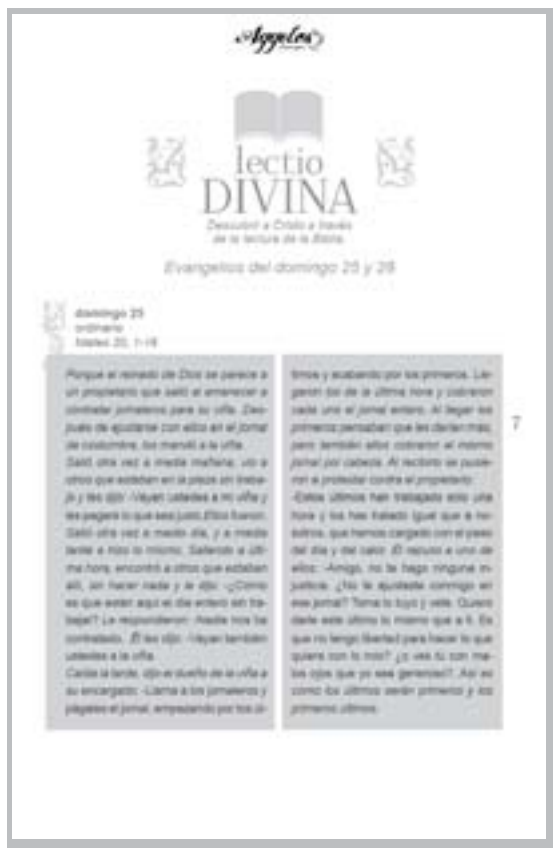 Aggelos
lectio
DIVINA
Descubrir a Cristo a través
de la lectura de la Biblia.
Evangelios del domingo 25 y 26
domingo 25
ordinario
Mateo 20, 1-16
Porque el reinado de Dios se parece a
un propietario que salió al amanecer a
contratar jornaleros para su viña. Des-
pués de ajustarse con ellos en el jornal
de costumbre, los mandó a la viña.
Salió otra vez a media mañana, vio a
otros que estaban en la plaza sin traba-
jo y les dijo: -Vayan ustedes a mi viña y
les pagaré lo que sea justo.Ellos fueron.
Salió otra vez a medio día, y a media
tarde e hizo lo mismo. Saliendo a últi-
ma hora, encontró a otros que estaban
allí, sin hacer nada y le dijo: -¿Cómo
es que están aquí el día entero sin tra-
bajar? Le respondieron: -Nadie nos ha
contratado. Él les dijo: -Vayan también
ustedes a la viña.
Caída la tarde, dijo el dueño de la viña a
su encargado: -Llama a los jornaleros y
págales el jornal, empezando por los úl-
timos y acabando por los primeros. Lle-
garon los de la última hora y cobraron
cada uno el jornal entero. Al llegar los
primeros pensaban que les darían más,
pero también ellos cobraron el mismo
jornal por cabeza. Al recibirlo se pusie-
ron a protestar contra el propietario:
-Estos últimos han trabajado sólo una
hora y los has tratado igual que a no-
sotros, que hemos cargado con el peso
del día y del calor. Él repuso a uno de
ellos: -Amigo, no te hago ninguna in-
justicia. ¿No te ajustaste conmigo en
ese jornal? Toma lo tuyo y vete. Quiero
darle a este último lo mismo que a ti. Es
que no tengo libertad para hacer lo que
quiera con lo mío? ¿o ves tú con ma-
los ojos que yo sea generoso?. Así es
como los últimos serán primeros y los
primeros últimos.
7